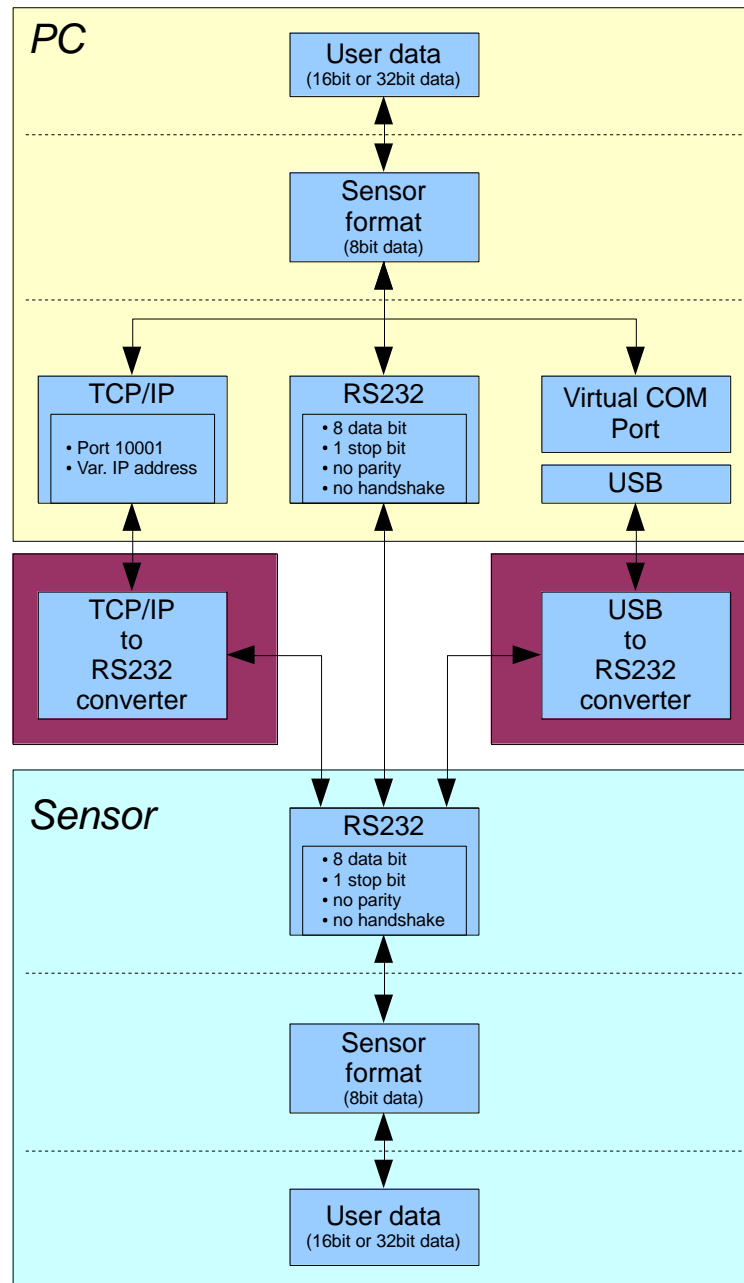 PC
User data
(16bit or 32bit data)
Sensor
format
(8bit data)
TCP/IP
• Port 10001
• Var. IP address
RS232
• 8 data bit
• 1 stop bit
• no parity
• no handshake
Virtual COM
Port
USB
TCP/IP
to
RS232
converter
USB
to
RS232
converter
Sensor
RS232
• 8 data bit
• 1 stop bit
• no parity
• no handshake
Sensor
format
(8bit data)
User data
(16bit or 32bit data)